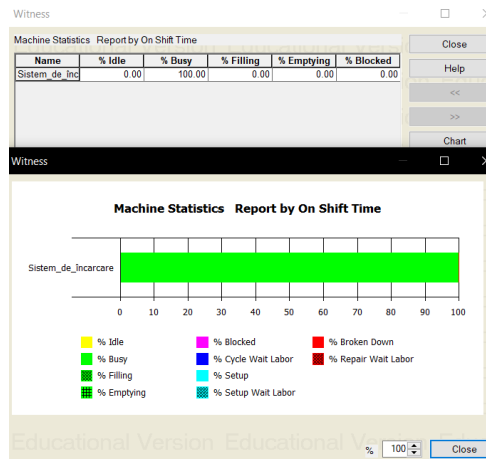 Witness
Machine Statistics Report by On Shift Time
Name % Idle % Busy % Filling % Emptying % Blocked
Sistem_de_înc 0.00 100.00 0.00 0.00 0.00
Close
Help
<<
>>
Chart
Witness
Machine Statistics Report by On Shift Time
Sistem_de_încarcare
0 10 20 30 40 50 60 70 80 90 100
% Idle % Blocked % Broken Down
% Busy % Cycle Wait Labor % Repair Wait Labor
% Filling % Setup
% Emptying % Setup Wait Labor
Educational Version Educational
% 100 Close